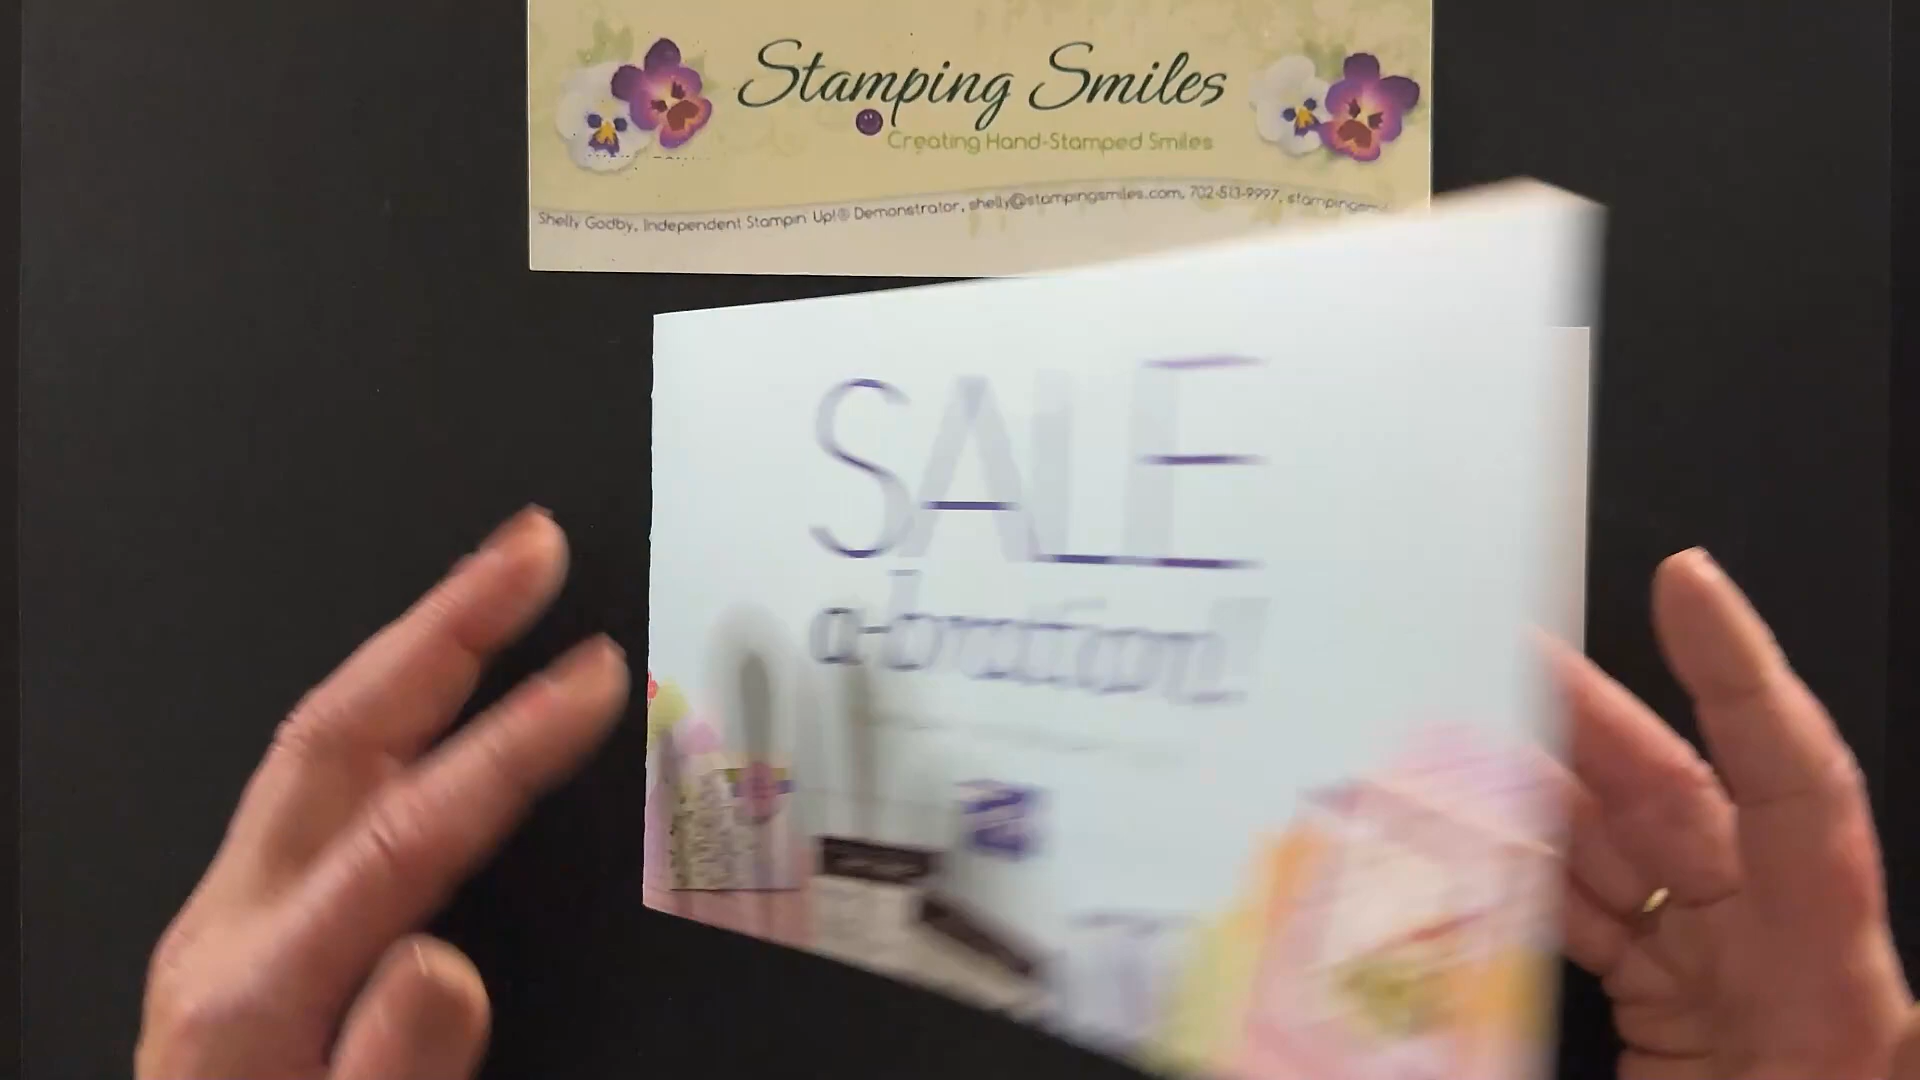 Stamping Smiles
Creating Hand-Stamped Smiles
Shelly Godby, Independent Stampin' Up!® Demonstrator, shelly@stampingsmiles.com, 702-513-9997,
SALE
a-bration